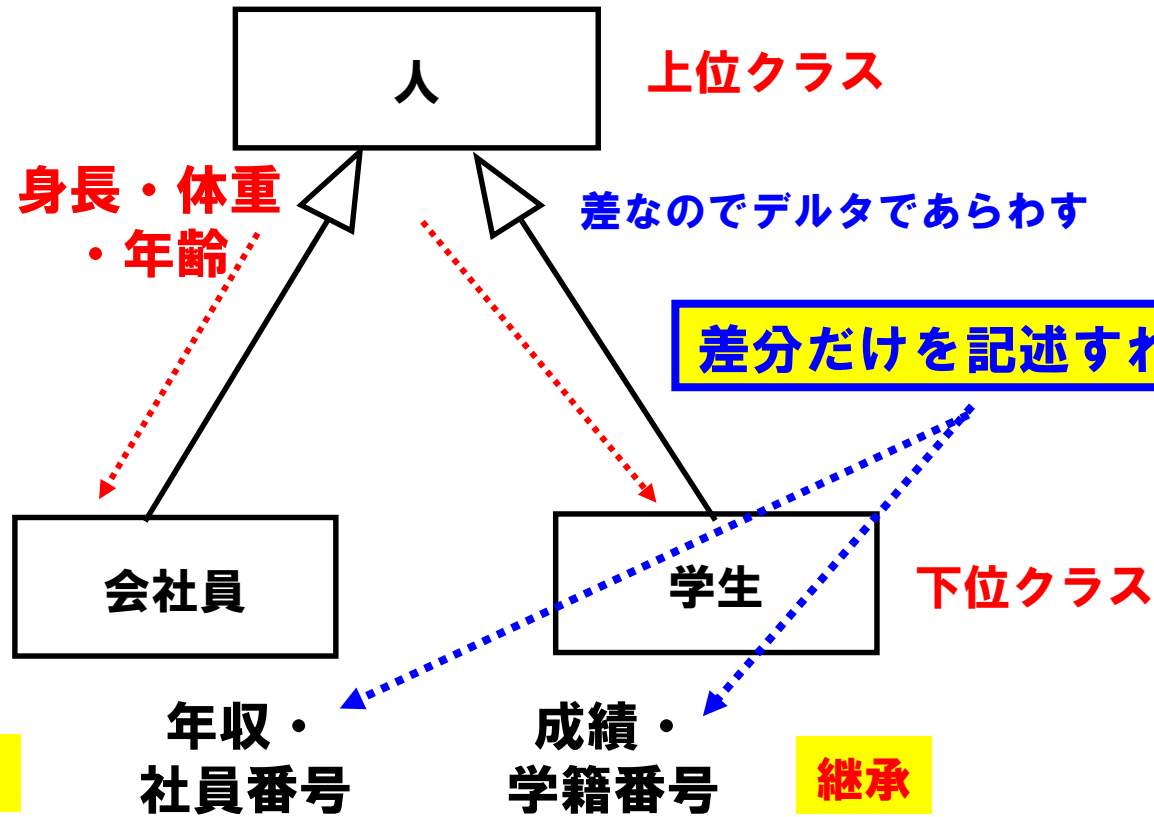 人
上位クラス
身長・体重
・年齢
差なのでデルタであらわす
差分だけを記述すれ
会社員
学生
下位クラス
年収・
社員番号
成績・
学籍番号
継承